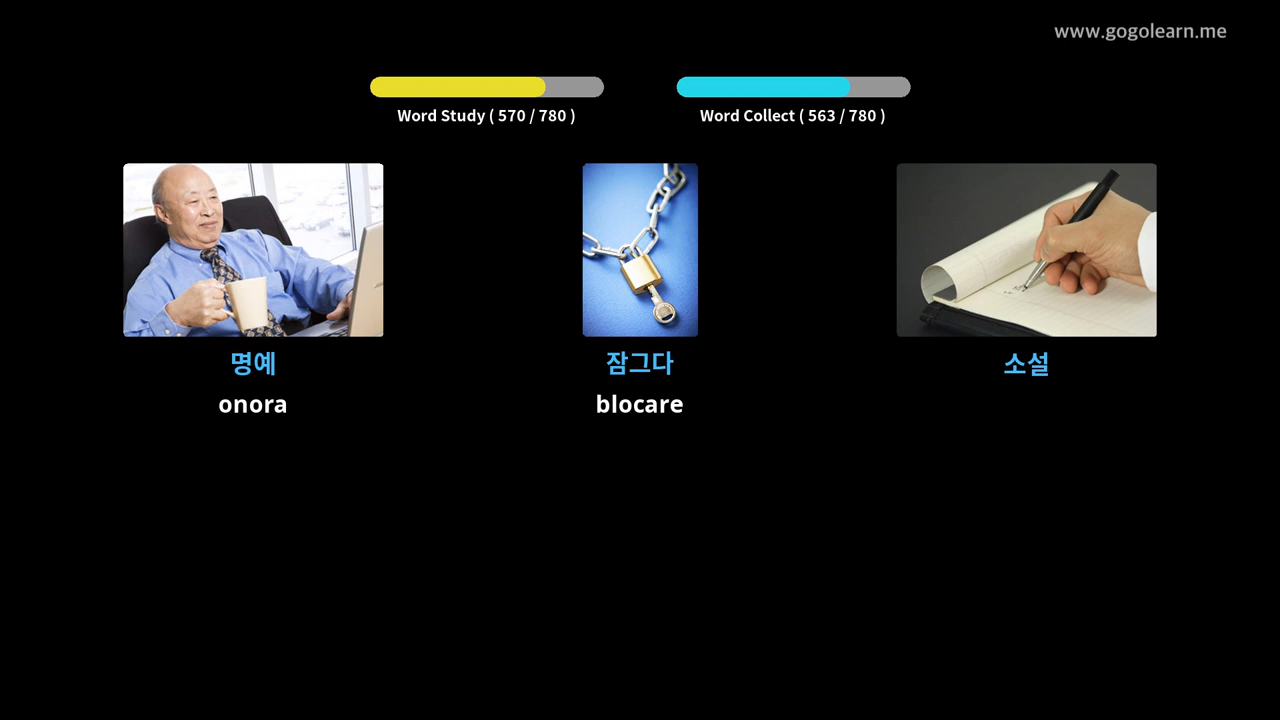 www.gogolearn.me
Word Study ( 570 / 780 )
Word Collect ( 563 / 780 )
명예
잠그다
소설
onora
blocare